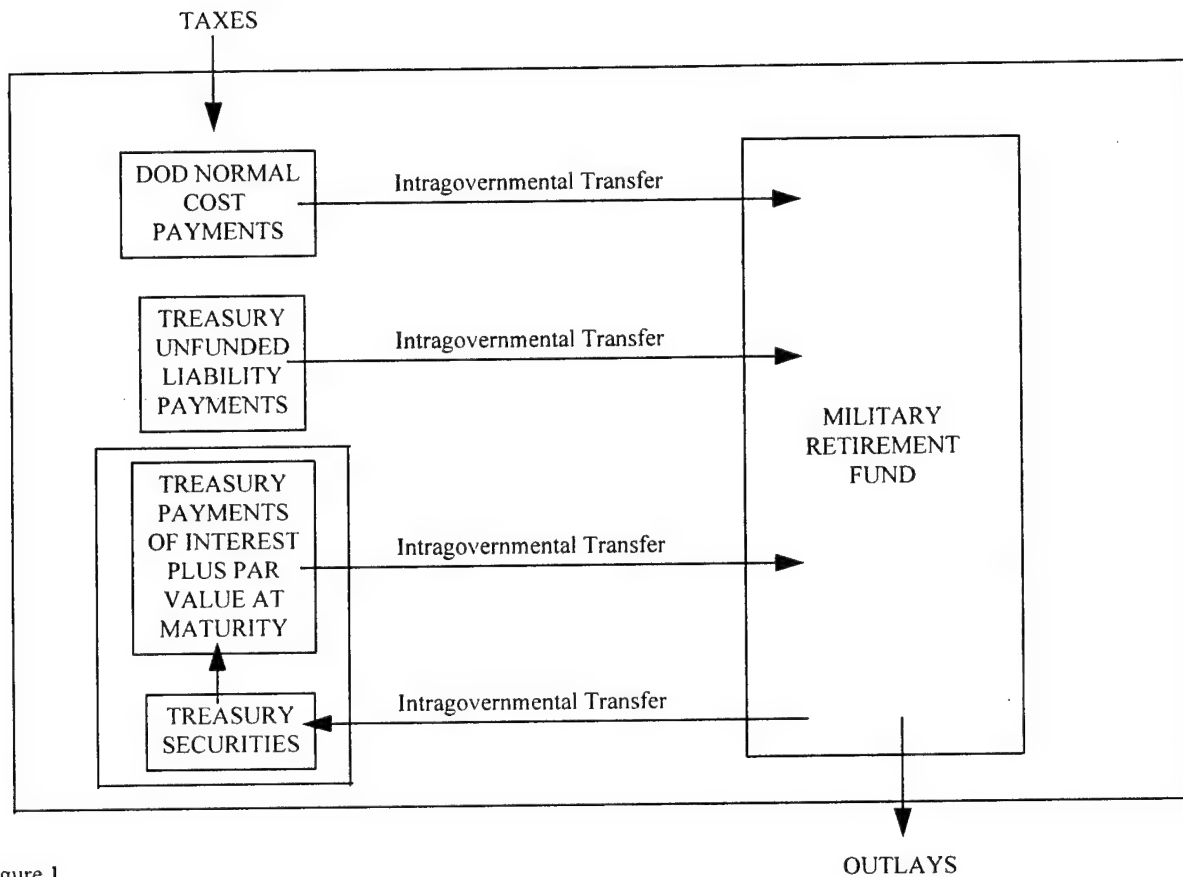 TAXES
DOD NORMAL
COST
PAYMENTS
Intragovernmental Transfer
TREASURY
UNFUNDED
LIABILITY
PAYMENTS
Intragovernmental Transfer
MILITARY
RETIREMENT
FUND
TREASURY
PAYMENTS
OF INTEREST
PLUS PAR
VALUE AT
MATURITY
Intragovernmental Transfer
TREASURY
SECURITIES
Intragovernmental Transfer
OUTLAYS
gure 1